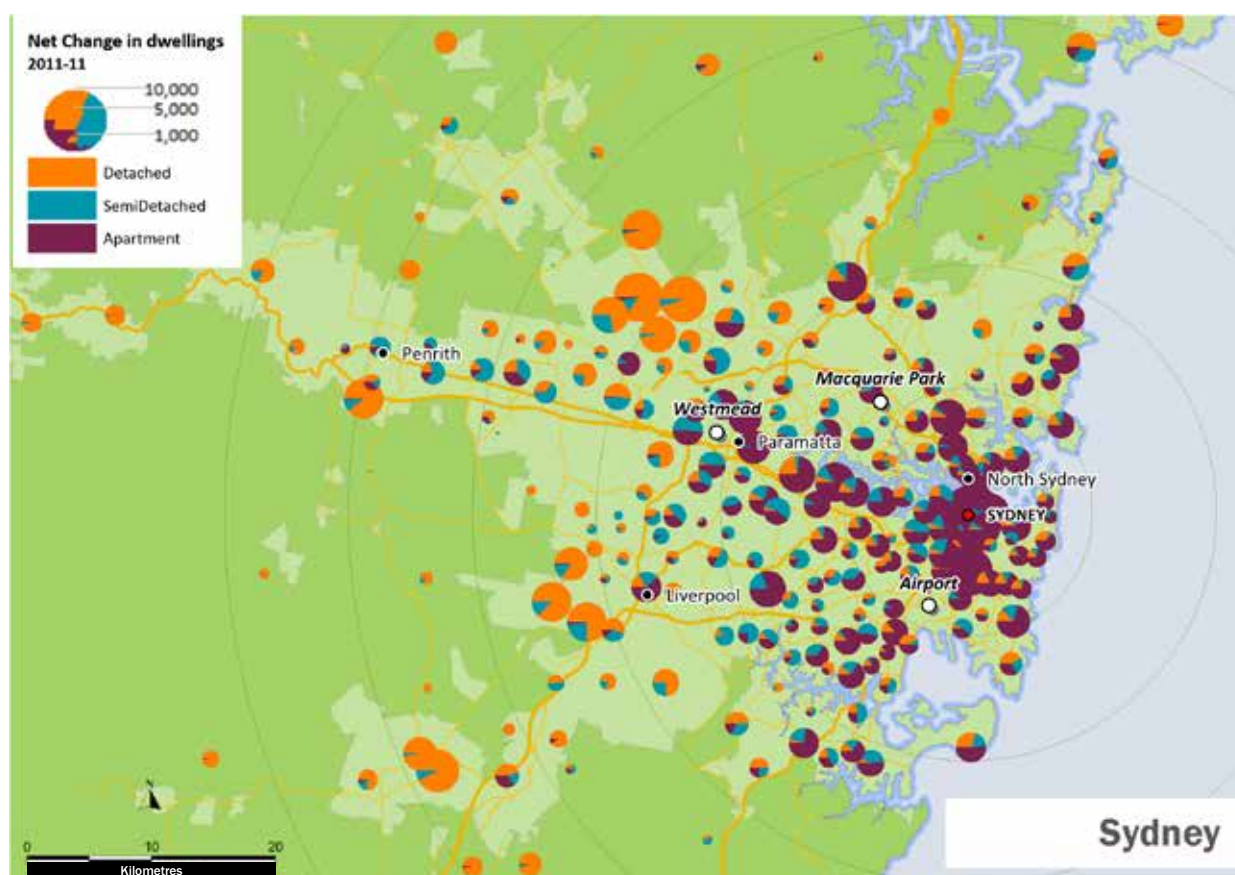 Net Change in dwellings
2011-11
10,000
5,000
1,000
Detached
SemiDetached
Apartment
Penrith
Macquarie Park
Westmead
Paramatta
North Sydney
SYDNEY
Airport
Liverpool
N
0 10 20
Kilometres
Sydney